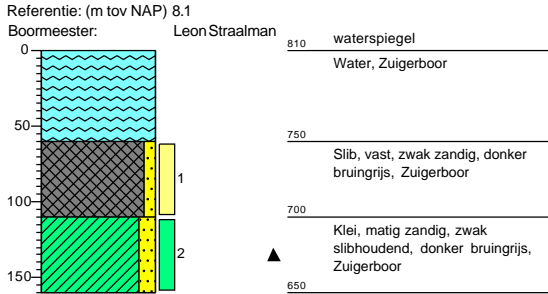 Referentie: (m tov NAP) 8.1
Boormeester: Leon Straalman
0
50
100
150
1
2
810
waterspiegel
Water, Zuigerboor
750
Slib, vast, zwak zandig, donker
bruingrijs, Zuigerboor
700
Klei, matig zandig, zwak
slibhoudend, donker bruingrijs,
Zuigerboor
650